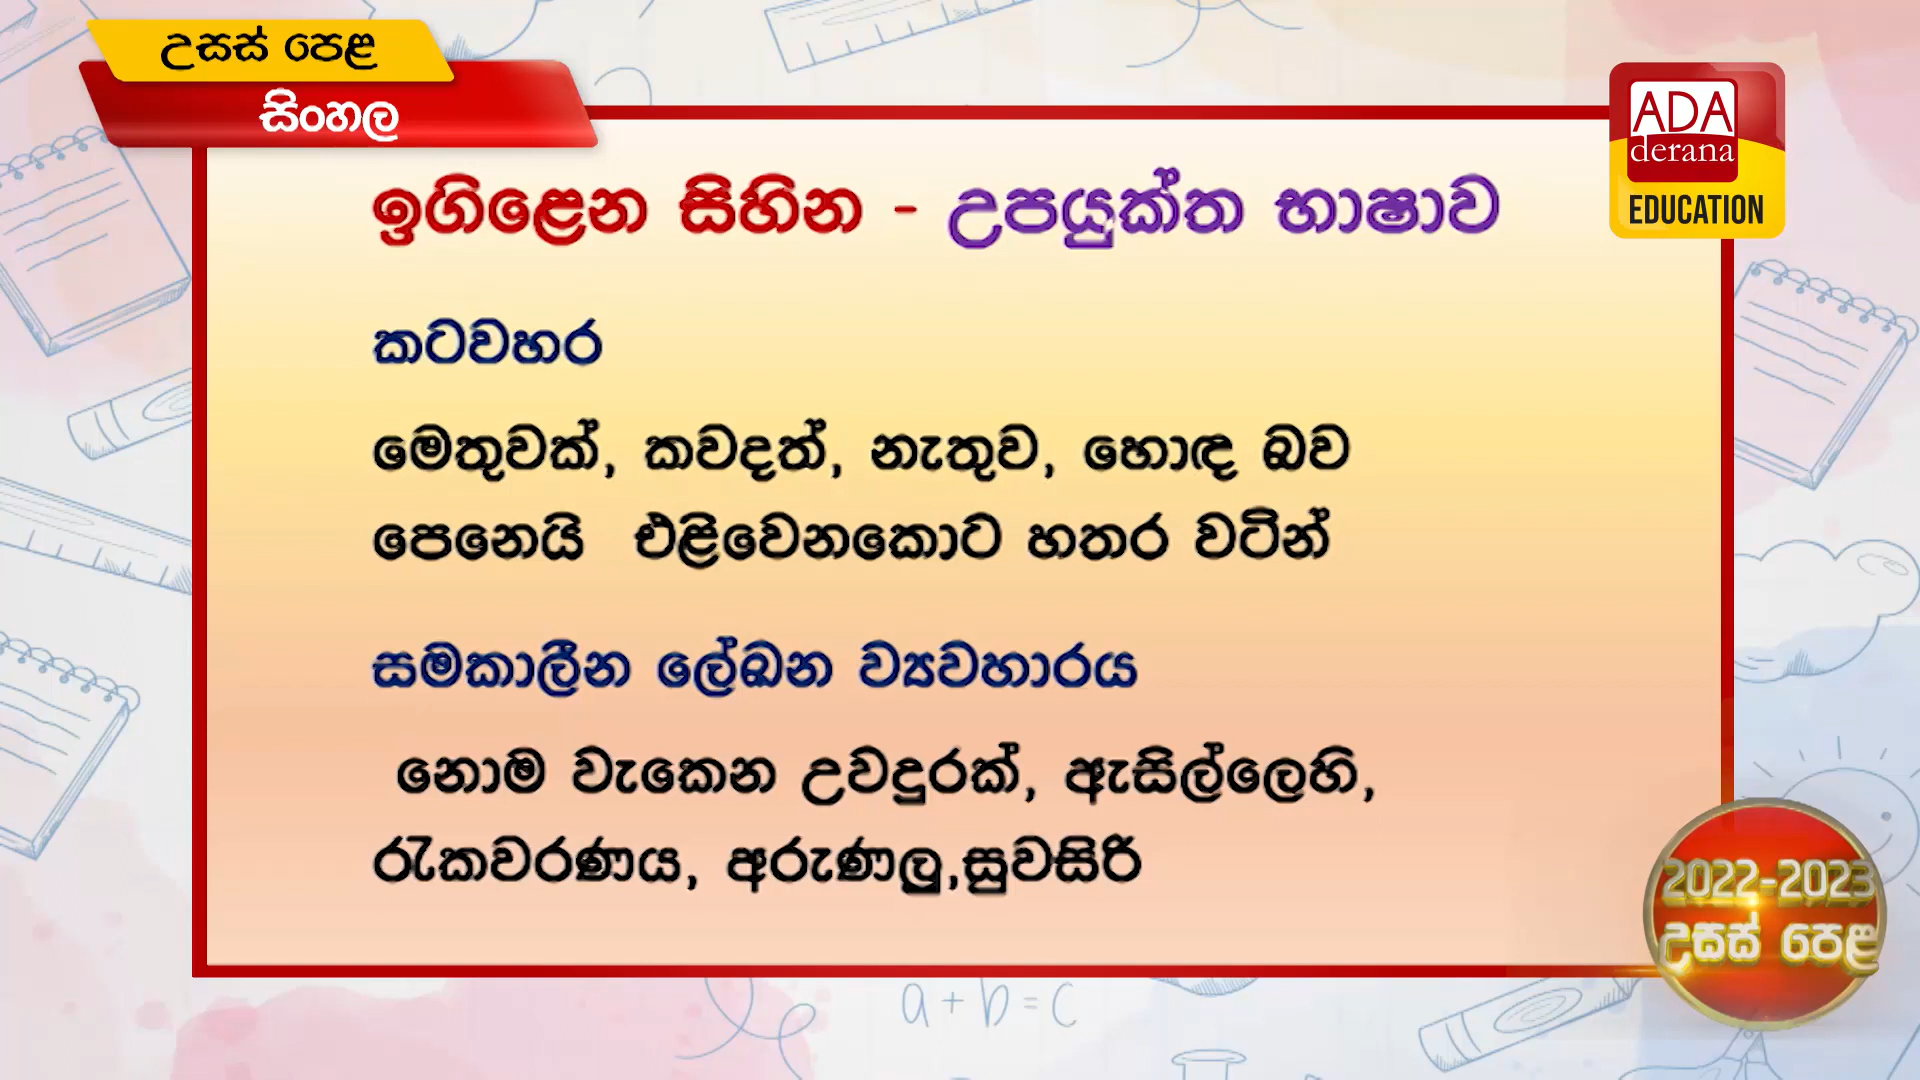 උසස් පෙළ
සිංහල
ADA
derana
EDUCATION
ඉගිළෙන සිහින - උපයුක්ත භාෂාව
කටවහර
මෙතුවක්, කවදත්, නැතුව, හොඳ බව
පෙනෙයි එළිවෙනකොට හතර වටින්
සමකාලීන ලේඛන ව්‍යවහාරය
නොම වැකෙන උවදුරක්, ඇසිල්ලෙහි,
රැකවරණය, අරුණලු,සුවසිරි
2022-2023
උසස් පෙළ
a+b=c